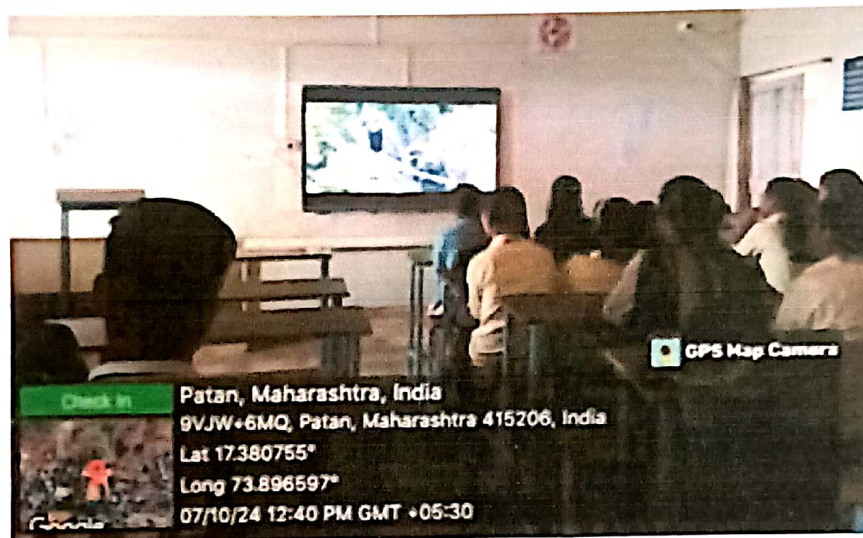 GPS Map Camera
Check In
Patan, Maharashtra, India
9VJW+6MQ, Patan, Maharashtra 415206, India
Lat 17.380755°
Long 73.896597°
07/10/24 12:40 PM GMT +05:30
Google